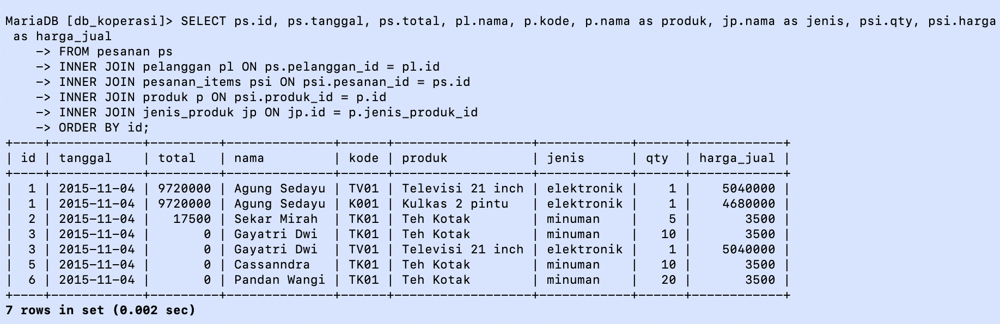 MariaDB [db_koperasi]> SELECT ps.id, ps.tanggal, ps.total, pl.nama, p.kode, p.nama as produk, jp.nama as jenis, psi.qty, psi.harga
 as harga_jual
    -> FROM pesanan ps
    -> INNER JOIN pelanggan pl ON ps.pelanggan_id = pl.id
    -> INNER JOIN pesanan_items psi ON psi.pesanan_id = ps.id
    -> INNER JOIN produk p ON psi.produk_id = p.id
    -> INNER JOIN jenis_produk jp ON jp.id = p.jenis_produk_id
    -> ORDER BY id;
+----+------------+---------+--------------+------+------------------+------------+------+------------+
| id | tanggal    | total   | nama         | kode | produk           | jenis      | qty  | harga_jual |
+----+------------+---------+--------------+------+------------------+------------+------+------------+
|  1 | 2015-11-04 | 9720000 | Agung Sedayu | TV01 | Televisi 21 inch | elektronik |    1 |    5040000 |
|  1 | 2015-11-04 | 9720000 | Agung Sedayu | K001 | Kulkas 2 pintu   | elektronik |    1 |    4680000 |
|  2 | 2015-11-04 |   17500 | Sekar Mirah  | TK01 | Teh Kotak        | minuman    |    5 |       3500 |
|  3 | 2015-11-04 |       0 | Gayatri Dwi  | TK01 | Teh Kotak        | minuman    |   10 |       3500 |
|  3 | 2015-11-04 |       0 | Gayatri Dwi  | TV01 | Televisi 21 inch | elektronik |    1 |    5040000 |
|  5 | 2015-11-04 |       0 | Cassanndra   | TK01 | Teh Kotak        | minuman    |   10 |       3500 |
|  6 | 2015-11-04 |       0 | Pandan Wangi | TK01 | Teh Kotak        | minuman    |   20 |       3500 |
+----+------------+---------+--------------+------+------------------+------------+------+------------+
7 rows in set (0.002 sec)